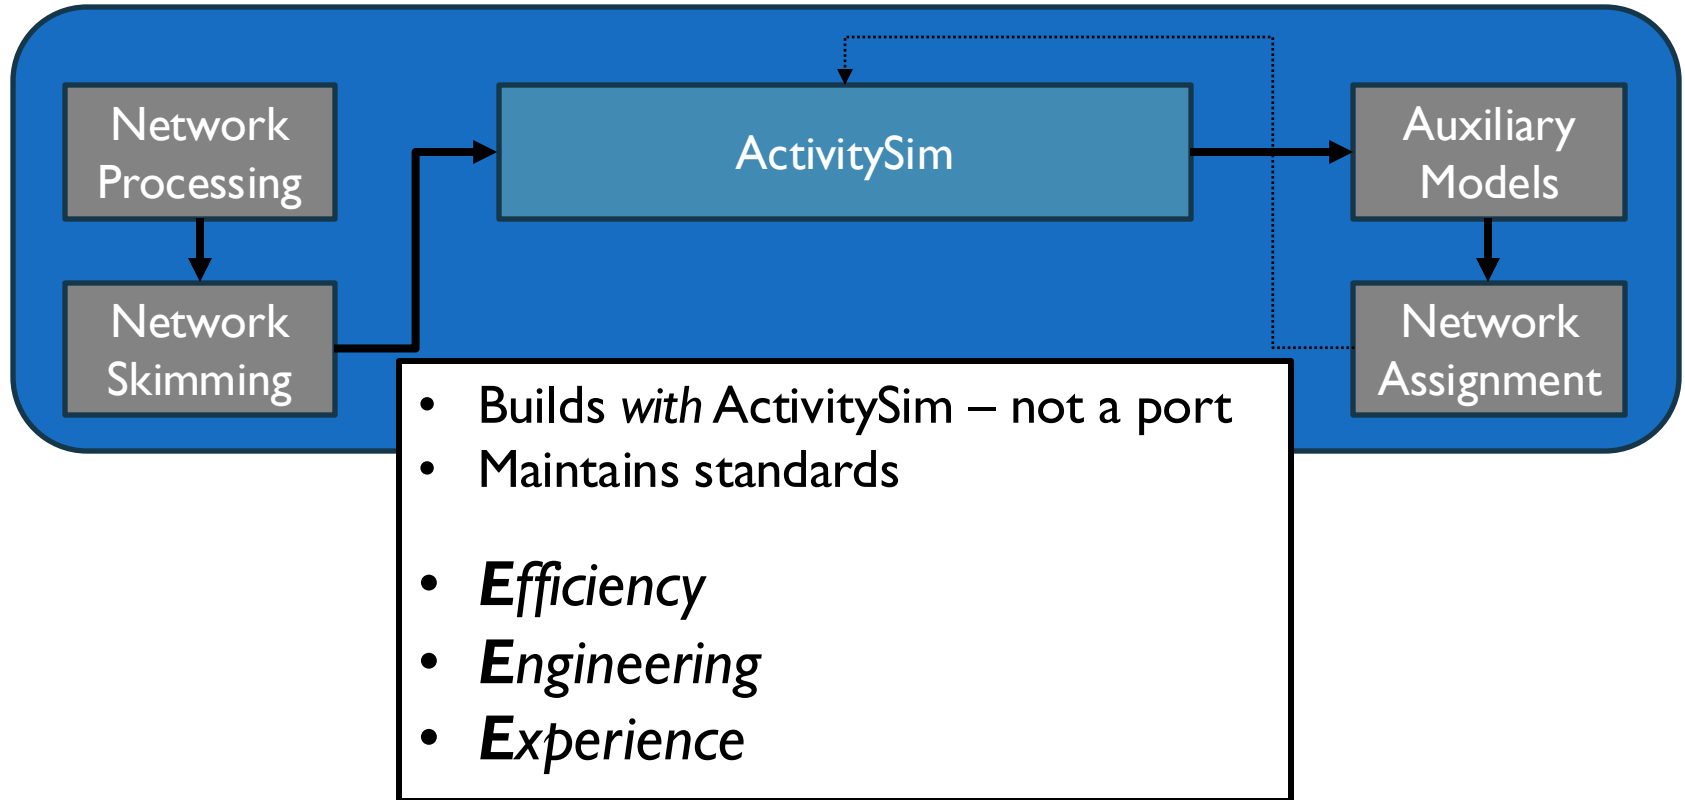 Network
Processing
Network
Skimming
ActivitySim
Auxiliary
Models
Network
Assignment
• Builds with ActivitySim – not a port
• Maintains standards
• Efficiency
• Engineering
• Experience